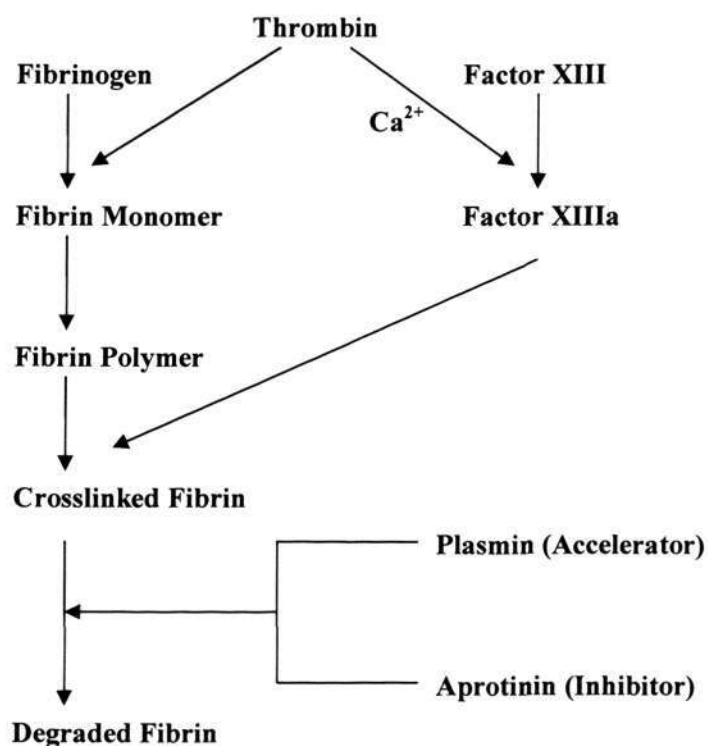 Thrombin
Fibrinogen
Factor XIII
Ca²⁺
Fibrin Monomer
Factor XIIIa
Fibrin Polymer
Crosslinked Fibrin
Plasmin (Accelerator)
Aprotinin (Inhibitor)
Degraded Fibrin